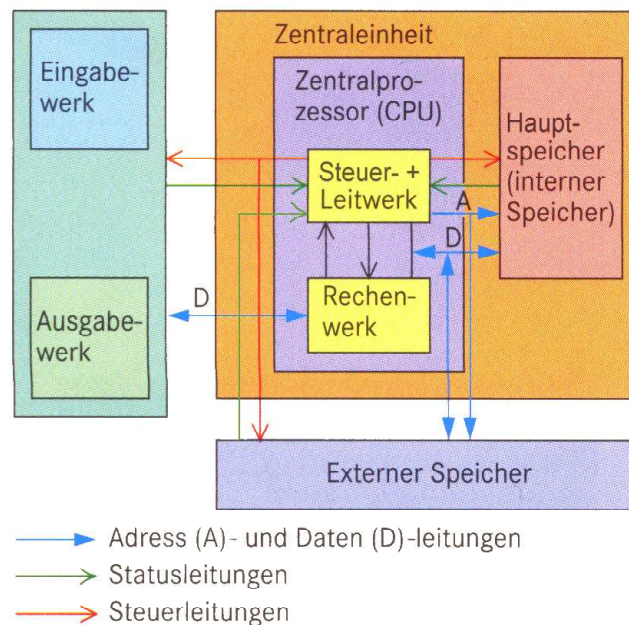 Eingabe-
werk
Ausgabe-
werk
Zentraleinheit
Zentralpro-
zessor (CPU)
Steuer- +
Leitwerk
Rechen-
werk
Haupt-
speicher
(interner
Speicher)
A
D
D
Externer Speicher
Adress (A)- und Daten (D)-leitungen
Statusleitungen
Steuerleitungen